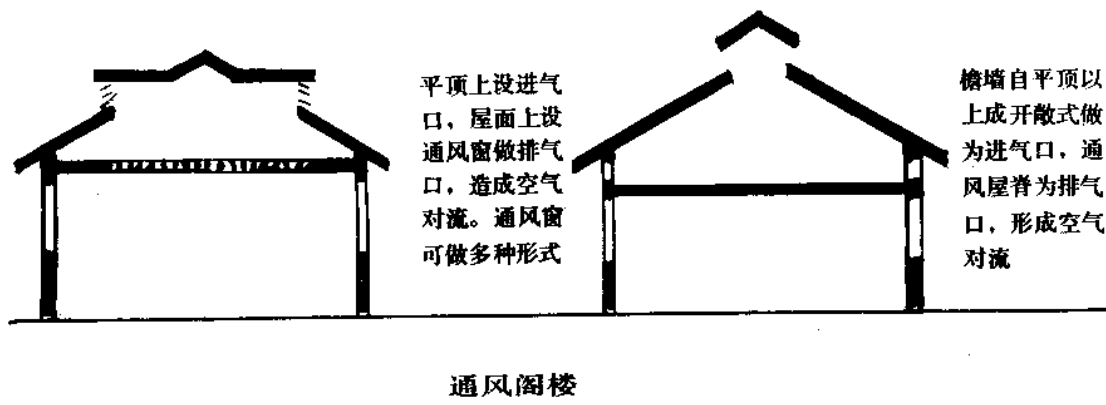 平顶上设进气
口，屋面上设
通风窗做排气
口，造成空气
对流。通风窗
可做多种形式
檐墙自平顶以
上成开敞式做
为进气口，通
风屋脊为排气
口，形成空气
对流
通风阁楼